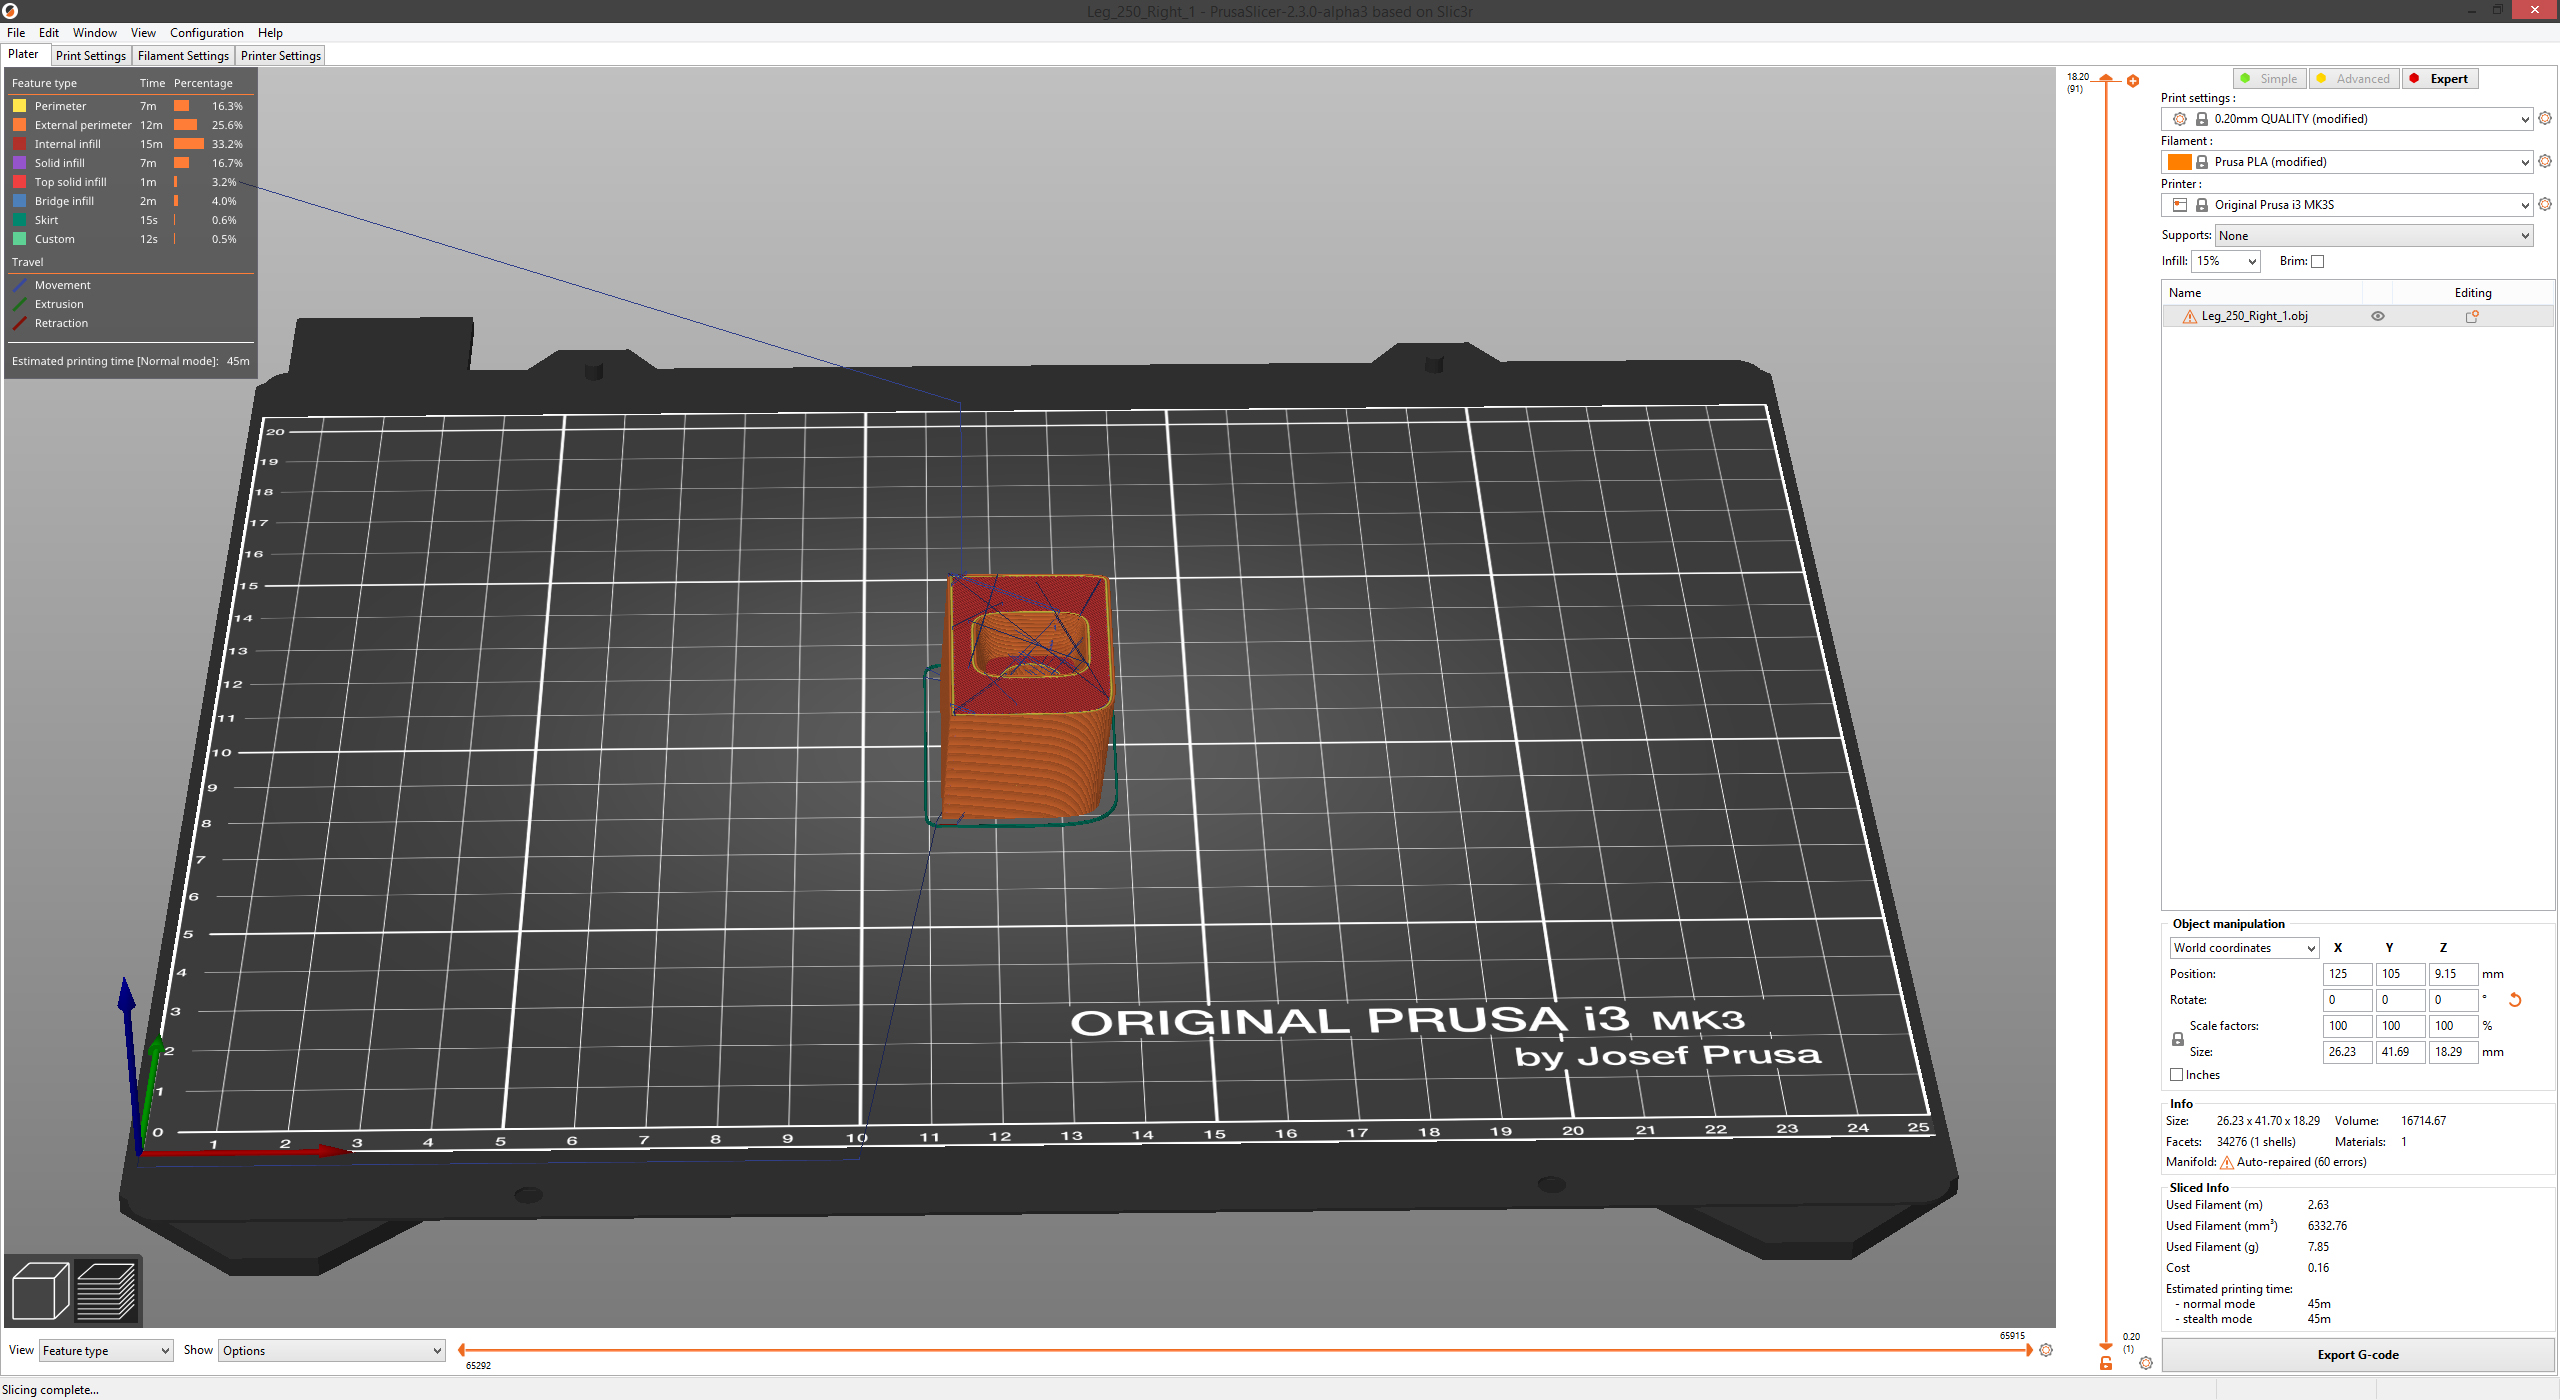 Leg_250_Right_1 - PrusaSlicer-2.3.0-alpha3 based on Slic3r
File Edit Window View Configuration Help
Plater Print Settings Filament Settings Printer Settings
Feature type Time Percentage
Perimeter 7m 16.3%
External perimeter 12m 25.6%
Internal infill 15m 33.2%
Solid infill 7m 16.7%
Top solid infill 1m 3.2%
Bridge infill 2m 4.0%
Skirt 15s 0.6%
Custom 12s 0.5%
Travel
Movement
Extrusion
Retraction
Estimated printing time [Normal mode]: 45m
20
19
18
17
16
15
14
13
12
11
10
9
8
7
6
5
4
3
2
1
0
1 2 3 4 5 6 7 8 9 10 11 12 13 14 15 16 17 18 19 20 21 22 23 24 25
ORIGINAL PRUSA i3 MK3
by Josef Prusa
18.20
(91)
0.20
(1)
View Feature type Show Options
65292
65915
Slicing complete...
Simple Advanced Expert
Print settings :
0.20mm QUALITY (modified)
Filament :
Prusa PLA (modified)
Printer :
Original Prusa i3 MK3S
Supports: None
Infill: 15% Brim:
Name Editing
Leg_250_Right_1.obj
Object manipulation
World coordinates X Y Z
Position: 125 105 9.15 mm
Rotate: 0 0 0 °
Scale factors: 100 100 100 %
Size: 26.23 41.69 18.29 mm
Inches
Info
Size: 26.23 x 41.70 x 18.29 Volume: 16714.67
Facets: 34276 (1 shells) Materials: 1
Manifold: Auto-repaired (60 errors)
Sliced Info
Used Filament (m) 2.63
Used Filament (mm³) 6332.76
Used Filament (g) 7.85
Cost 0.16
Estimated printing time:
- normal mode 45m
- stealth mode 45m
Export G-code